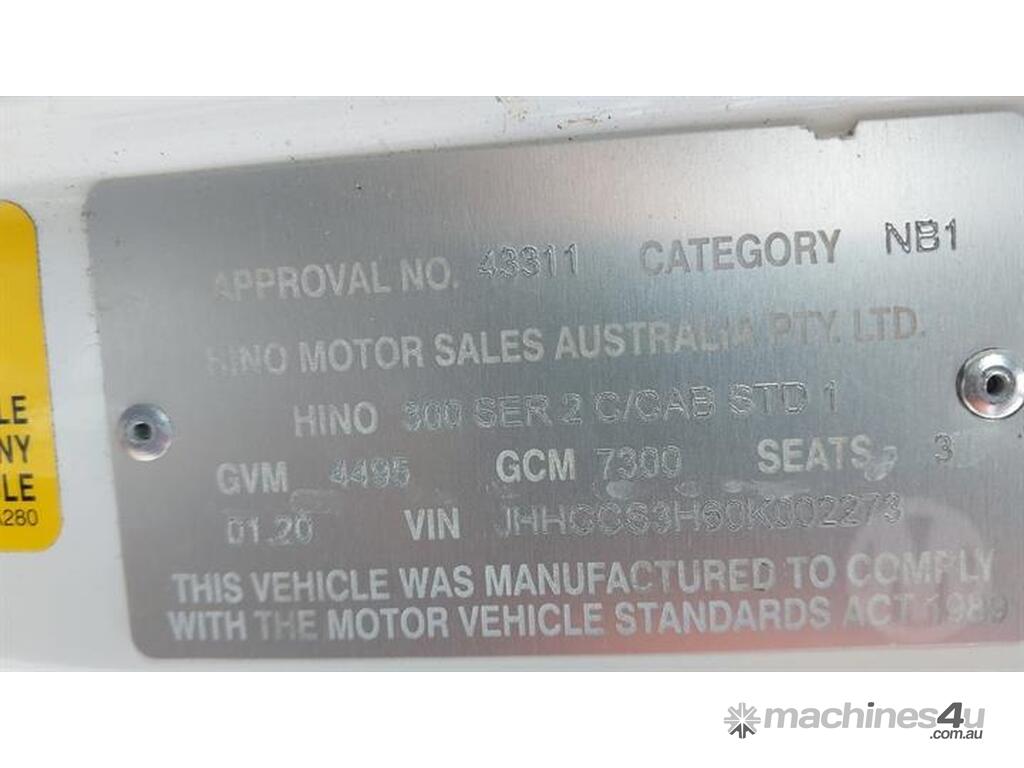 APPROVAL NO. 43311 CATEGORY NB1
HINO MOTOR SALES AUSTRALIA PTY. LTD.
HINO 300 SER 2 C/CAB STD 1
GVM 4495 GCM 7300 SEATS 3
01.20 VIN JHHCCS3H60K002273
THIS VEHICLE WAS MANUFACTURED TO COMPLY
WITH THE MOTOR VEHICLE STANDARDS ACT 1989
LE
NY
LE
A280
machines4u
.com.au